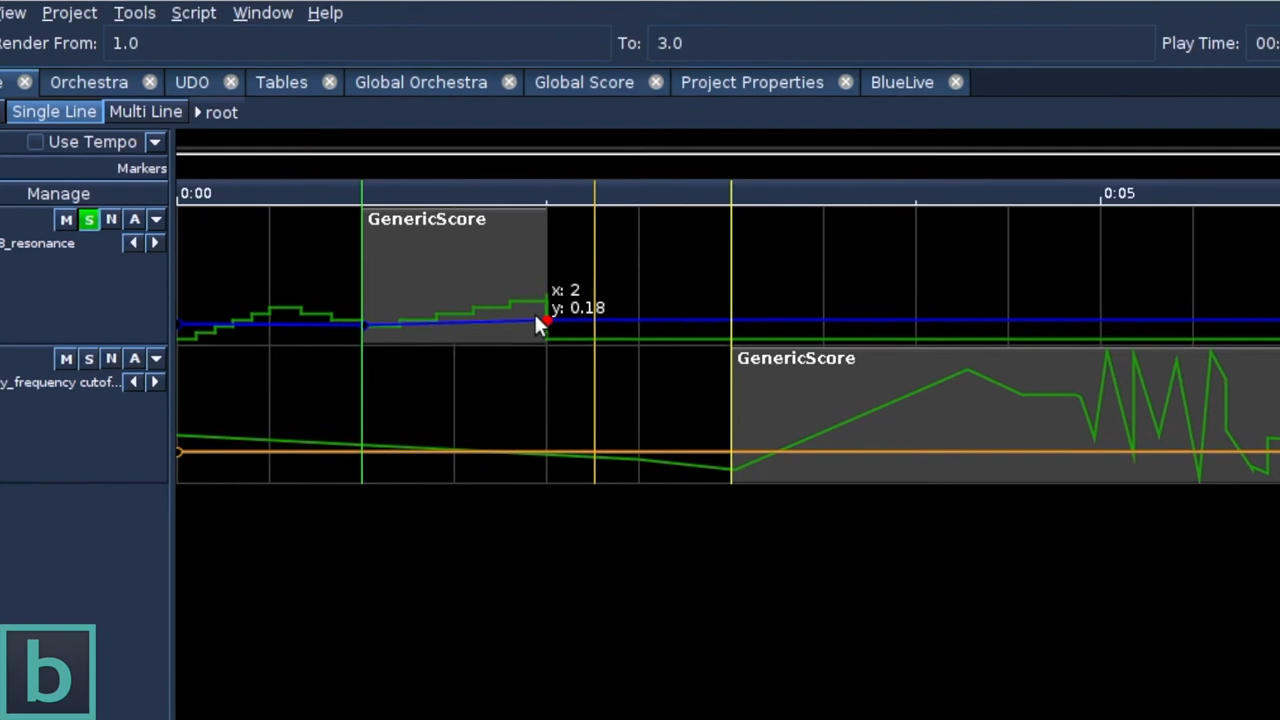 iew Project Tools Script Window Help
ender From: 1.0 To: 3.0 Play Time: 00:
e Orchestra UDO Tables Global Orchestra Global Score Project Properties BlueLive
Single Line Multi Line root
Use Tempo
Markers
Manage 0:00 0:05
M S N A GenericScore
8_resonance
x: 2
y: 0.18
M S N A GenericScore
y_frequency cutof...
b